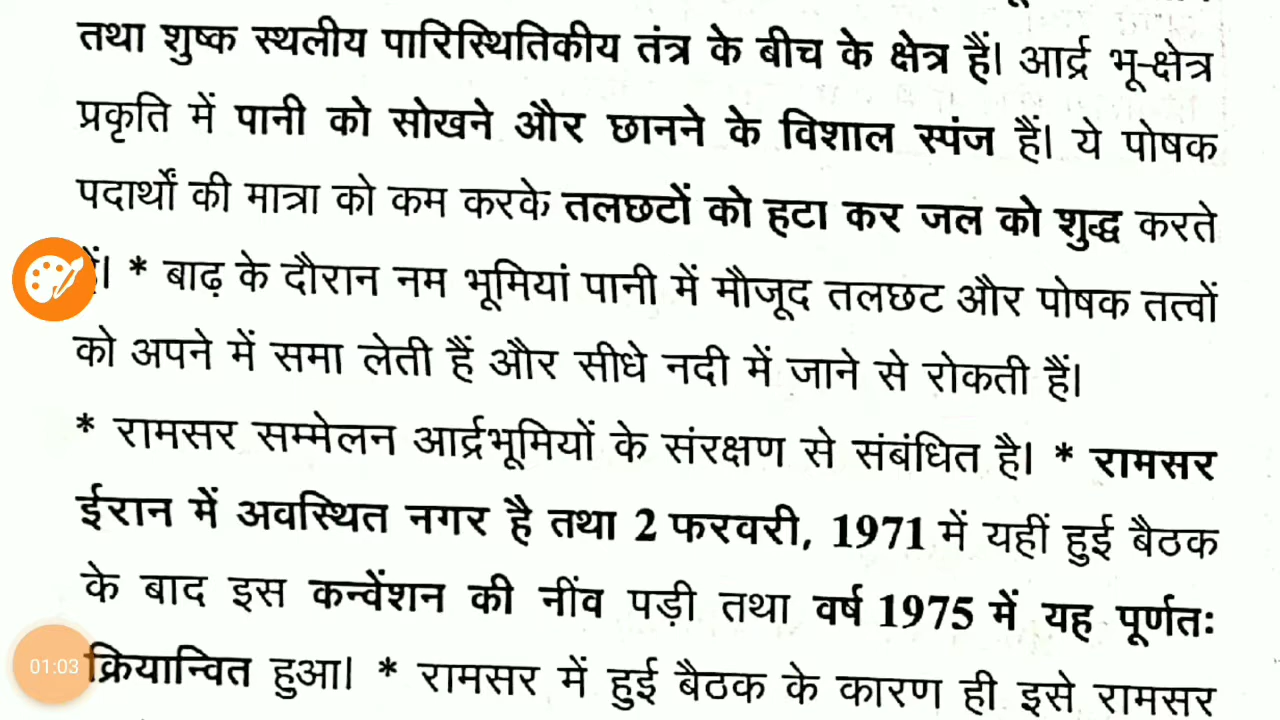 तथा शुष्क स्थलीय पारिस्थितिकीय तंत्र के बीच के क्षेत्र हैं। आर्द्र भू-क्षेत्र
प्रकृति में पानी को सोखने और छानने के विशाल स्पंज हैं। ये पोषक
पदार्थों की मात्रा को कम करके तलछटों को हटा कर जल को शुद्ध करते
हैं। * बाढ़ के दौरान नम भूमियां पानी में मौजूद तलछट और पोषक तत्वों
को अपने में समा लेती हैं और सीधे नदी में जाने से रोकती हैं।
* रामसर सम्मेलन आर्द्रभूमियों के संरक्षण से संबंधित है। * रामसर
ईरान में अवस्थित नगर है तथा 2 फरवरी, 1971 में यहीं हुई बैठक
के बाद इस कन्वेंशन की नींव पड़ी तथा वर्ष 1975 में यह पूर्णतः
01:03 क्रियान्वित हुआ। * रामसर में हुई बैठक के कारण ही इसे रामसर